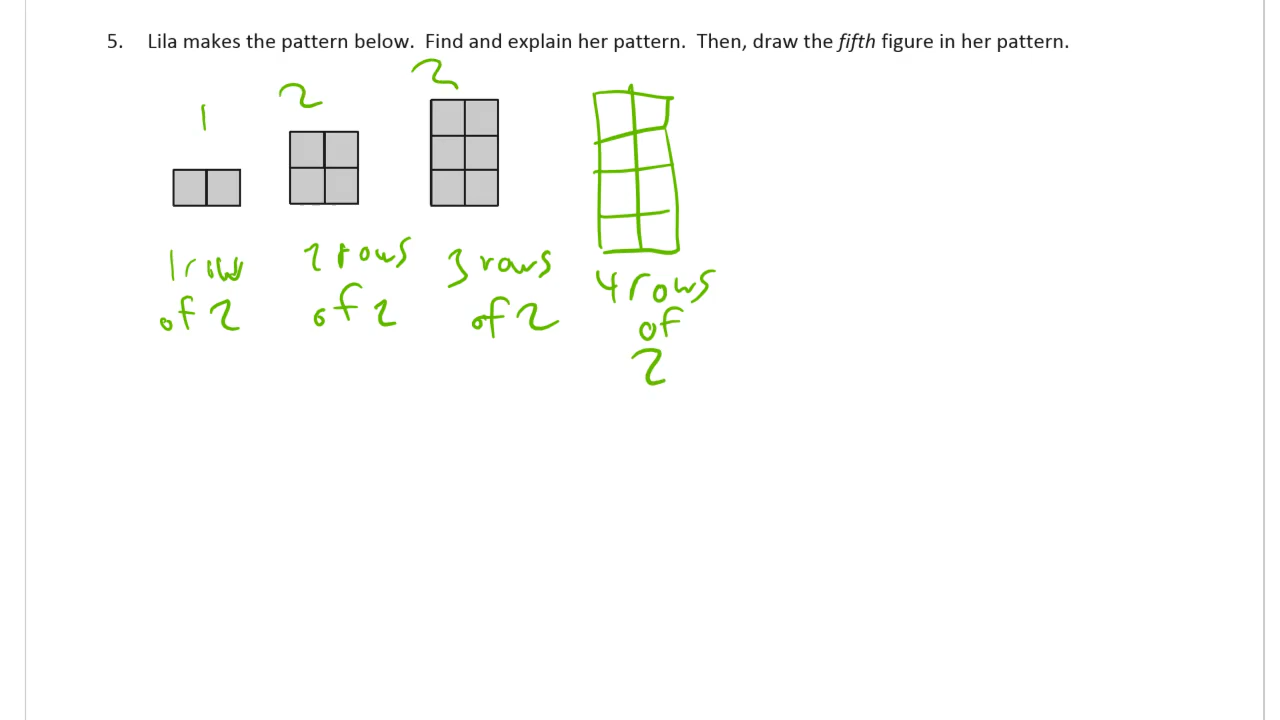 5. Lila makes the pattern below. Find and explain her pattern. Then, draw the fifth figure in her pattern.
1
2
2
1 row
of 2
2 rows
of 2
3 rows
of 2
4 rows
of
2